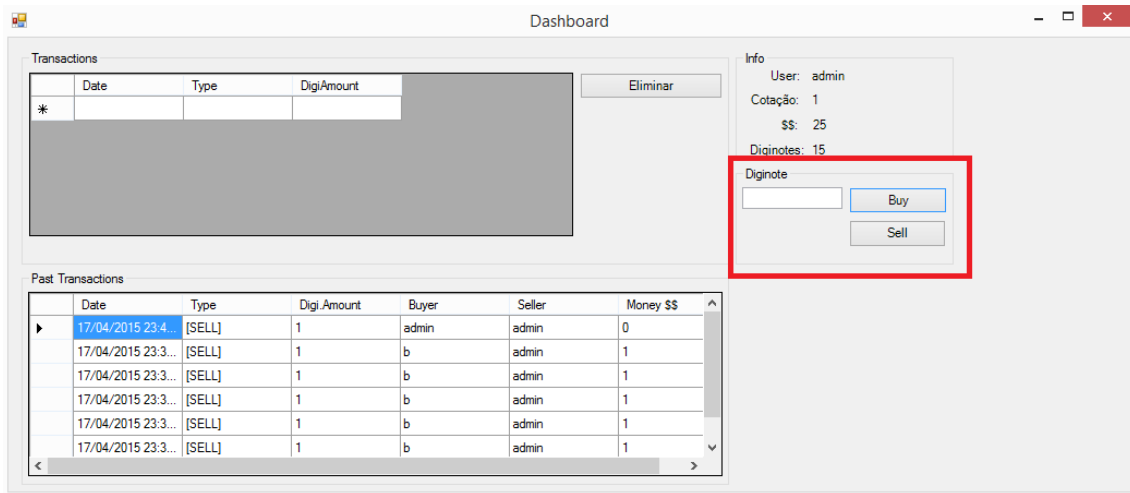 Dashboard
Transactions
Date Type DigiAmount
Eliminar
Info
User: admin
Cotação: 1
$$: 25
Diginotes: 15
Diginote
Buy
Sell
Past Transactions
Date Type Digi.Amount Buyer Seller Money $$
17/04/2015 23:4... [SELL] 1 admin admin 0
17/04/2015 23:3... [SELL] 1 b admin 1
17/04/2015 23:3... [SELL] 1 b admin 1
17/04/2015 23:3... [SELL] 1 b admin 1
17/04/2015 23:3... [SELL] 1 b admin 1
17/04/2015 23:3... [SELL] 1 b admin 1